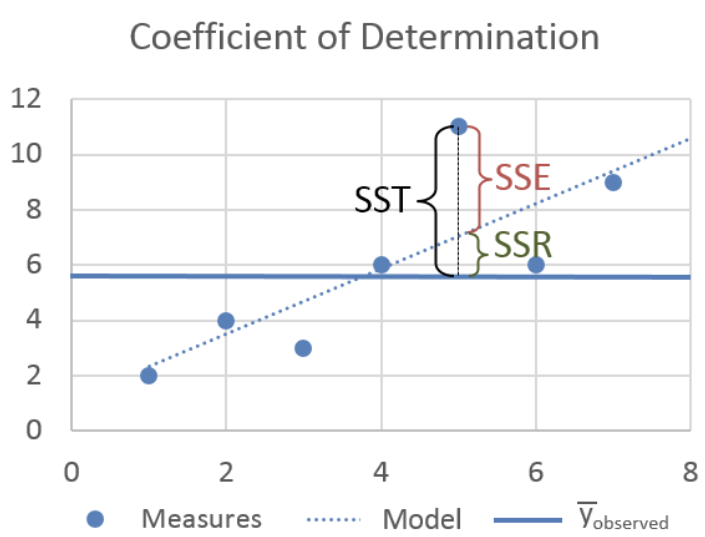 Coefficient of Determination
12
10
8
6
4
2
0
SST
SSE
SSR
0 2 4 6 8
Measures Model y̅observed